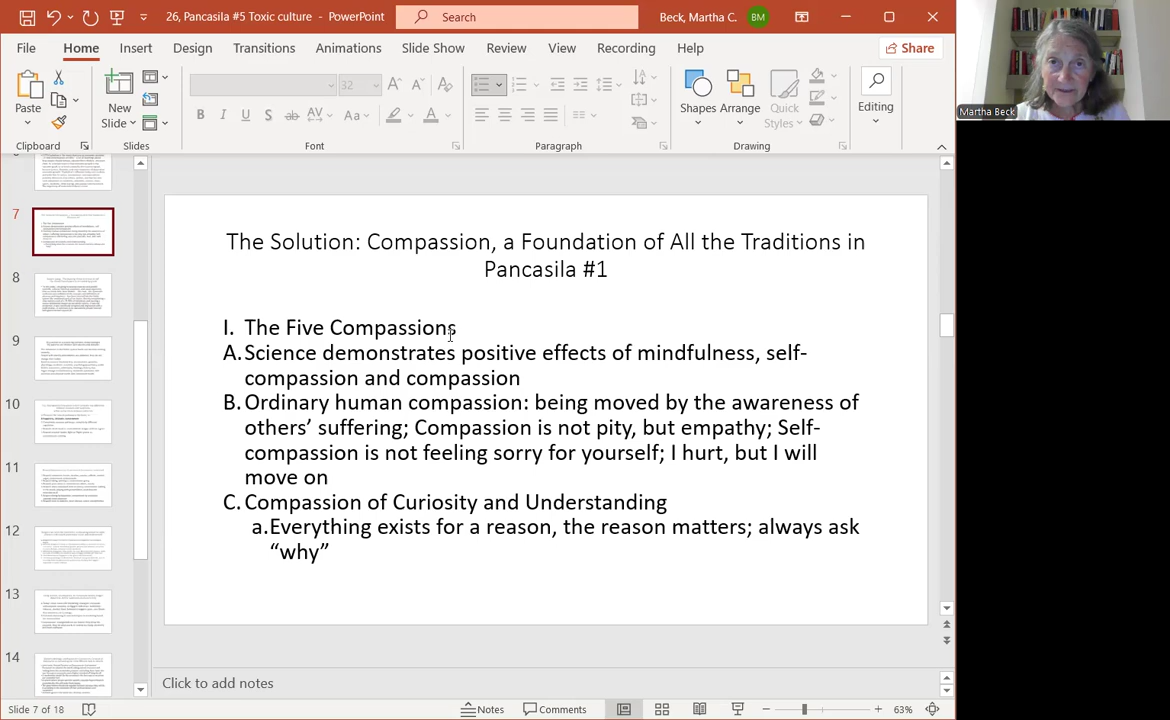 26, Pancasila #5 Toxic culture - PowerPoint
Search
Beck, Martha C.
BM
File
Home
Insert
Design
Transitions
Animations
Slide Show
Review
View
Recording
Help
Share
Paste
New
Slide
Shapes
Arrange
Quick
Styles
Editing
Clipboard
Slides
Font
Paragraph
Drawing
32
Martha Beck
7
8
9
10
11
12
13
14
The Solution: Compassion, a Foundation of All the Traditions in
Pancasila #1
I. The Five Compassions
A. Science demonstrates positive effects of mindfulness, self-
compassion and compassion
B. Ordinary human compassion: being moved by the awareness of
others’ suffering; Compassion is not pity, but empathy; Self-
compassion is not feeling sorry for yourself; I hurt, but I will
move on
C. Compassion of Curiosity and Understanding
a. Everything exists for a reason, the reason matters; always ask
“why”
Click to add notes
Slide 7 of 18
Notes
Comments
63%